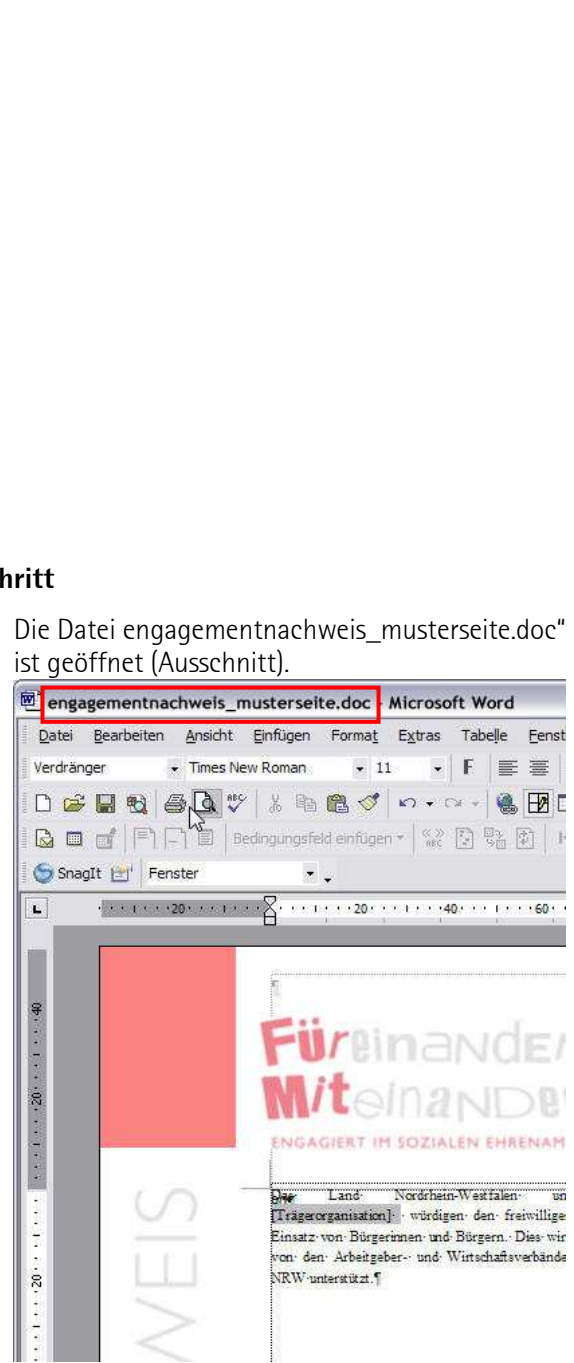 hritt
Die Datei engagementnachweis_musterseite.doc“
ist geöffnet (Ausschnitt).
engagementnachweis_musterseite.doc - Microsoft Word
Datei Bearbeiten Ansicht Einfügen Format Extras Tabelle Fenst
Verdränger Times New Roman 11 F
Bedingungsfeld einfügen
SnagIt Fenster
20 20 40 60
FüreinandE
MiteinaNDe
ENGAGIERT IM SOZIALEN EHRENAM
Das Land Nordrhein-Westfalen un
[Trägerorganisation] würdigen den freiwillige
Einsatz von Bürgerinnen und Bürgern. Dies wir
von den Arbeitgeber- und Wirtschaftsverbände
NRW unterstützt.¶
WEIS
40
20
20